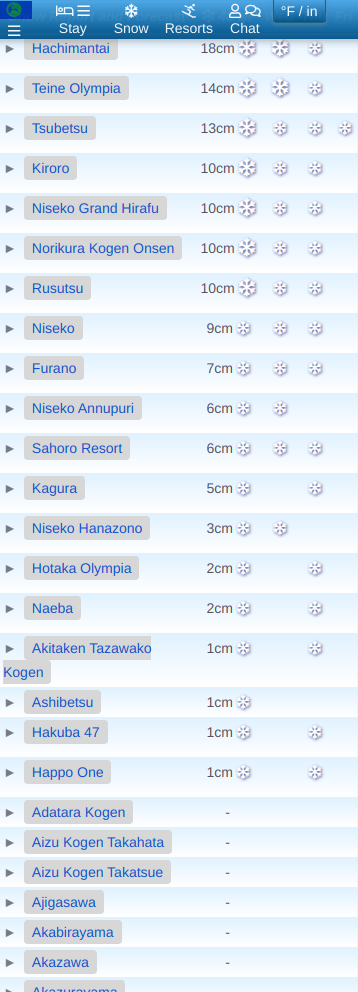 Stay Snow Resorts Chat °F / in
Hachimantai 18cm
Teine Olympia 14cm
Tsubetsu 13cm
Kiroro 10cm
Niseko Grand Hirafu 10cm
Norikura Kogen Onsen 10cm
Rusutsu 10cm
Niseko 9cm
Furano 7cm
Niseko Annupuri 6cm
Sahoro Resort 6cm
Kagura 5cm
Niseko Hanazono 3cm
Hotaka Olympia 2cm
Naeba 2cm
Akitaken Tazawako 1cm
Kogen
Ashibetsu 1cm
Hakuba 47 1cm
Happo One 1cm
Adatara Kogen -
Aizu Kogen Takahata -
Aizu Kogen Takatsue -
Ajigasawa -
Akabirayama -
Akazawa -
Azakurayama